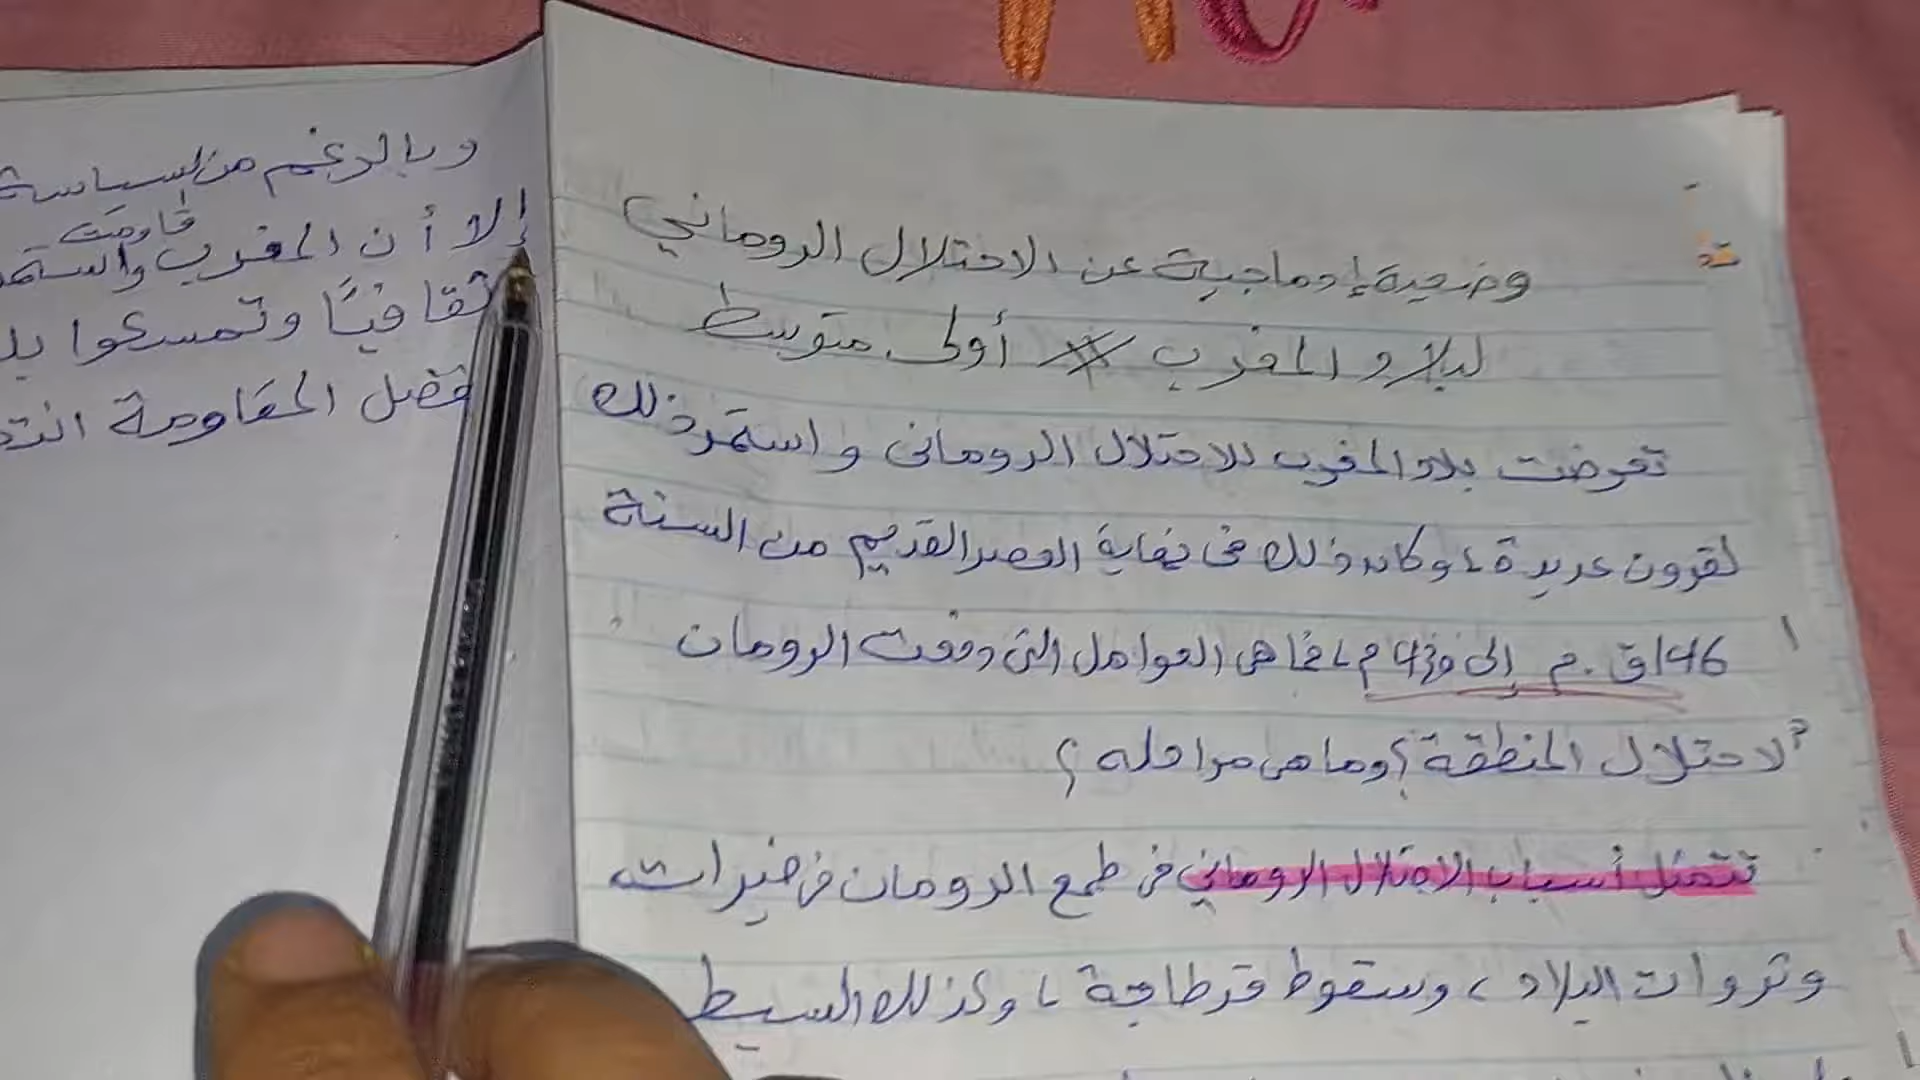 وضعية إدماجية عن الاحتلال الروماني
لبلاد المغرب // أولى متوسط
تعرضت بلاد المغرب للاحتلال الروماني واستمر ذلك
لقرون عديدة، وكان ذلك في نهاية العصر القديم من السنة
146 ق.م إلى 430م، فما هي العوامل التي دفعت الرومان
لاحتلال المنطقة؟ وما هي مراحله؟
تتمثل أسباب الاحتلال الروماني في طمع الرومان في خيرات
وثروات البلاد، وسقوط قرطاجة، وكذلك
وبالرغم من السياسة
إلا أن المغرب قاومت
ثقافيًا وتمسكوا
فضل المقاومة